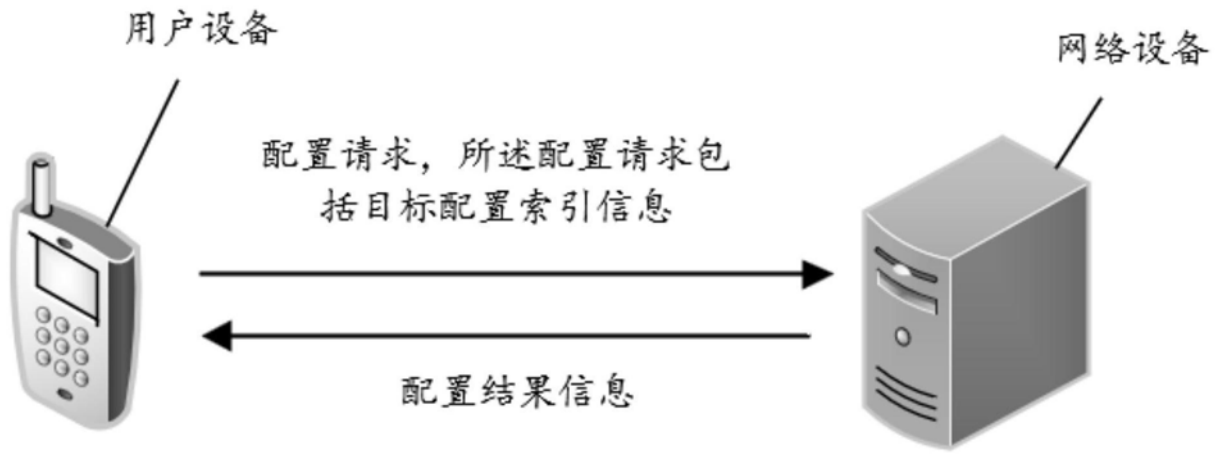 用户设备
网络设备
配置请求，所述配置请求包
括目标配置索引信息
配置结果信息